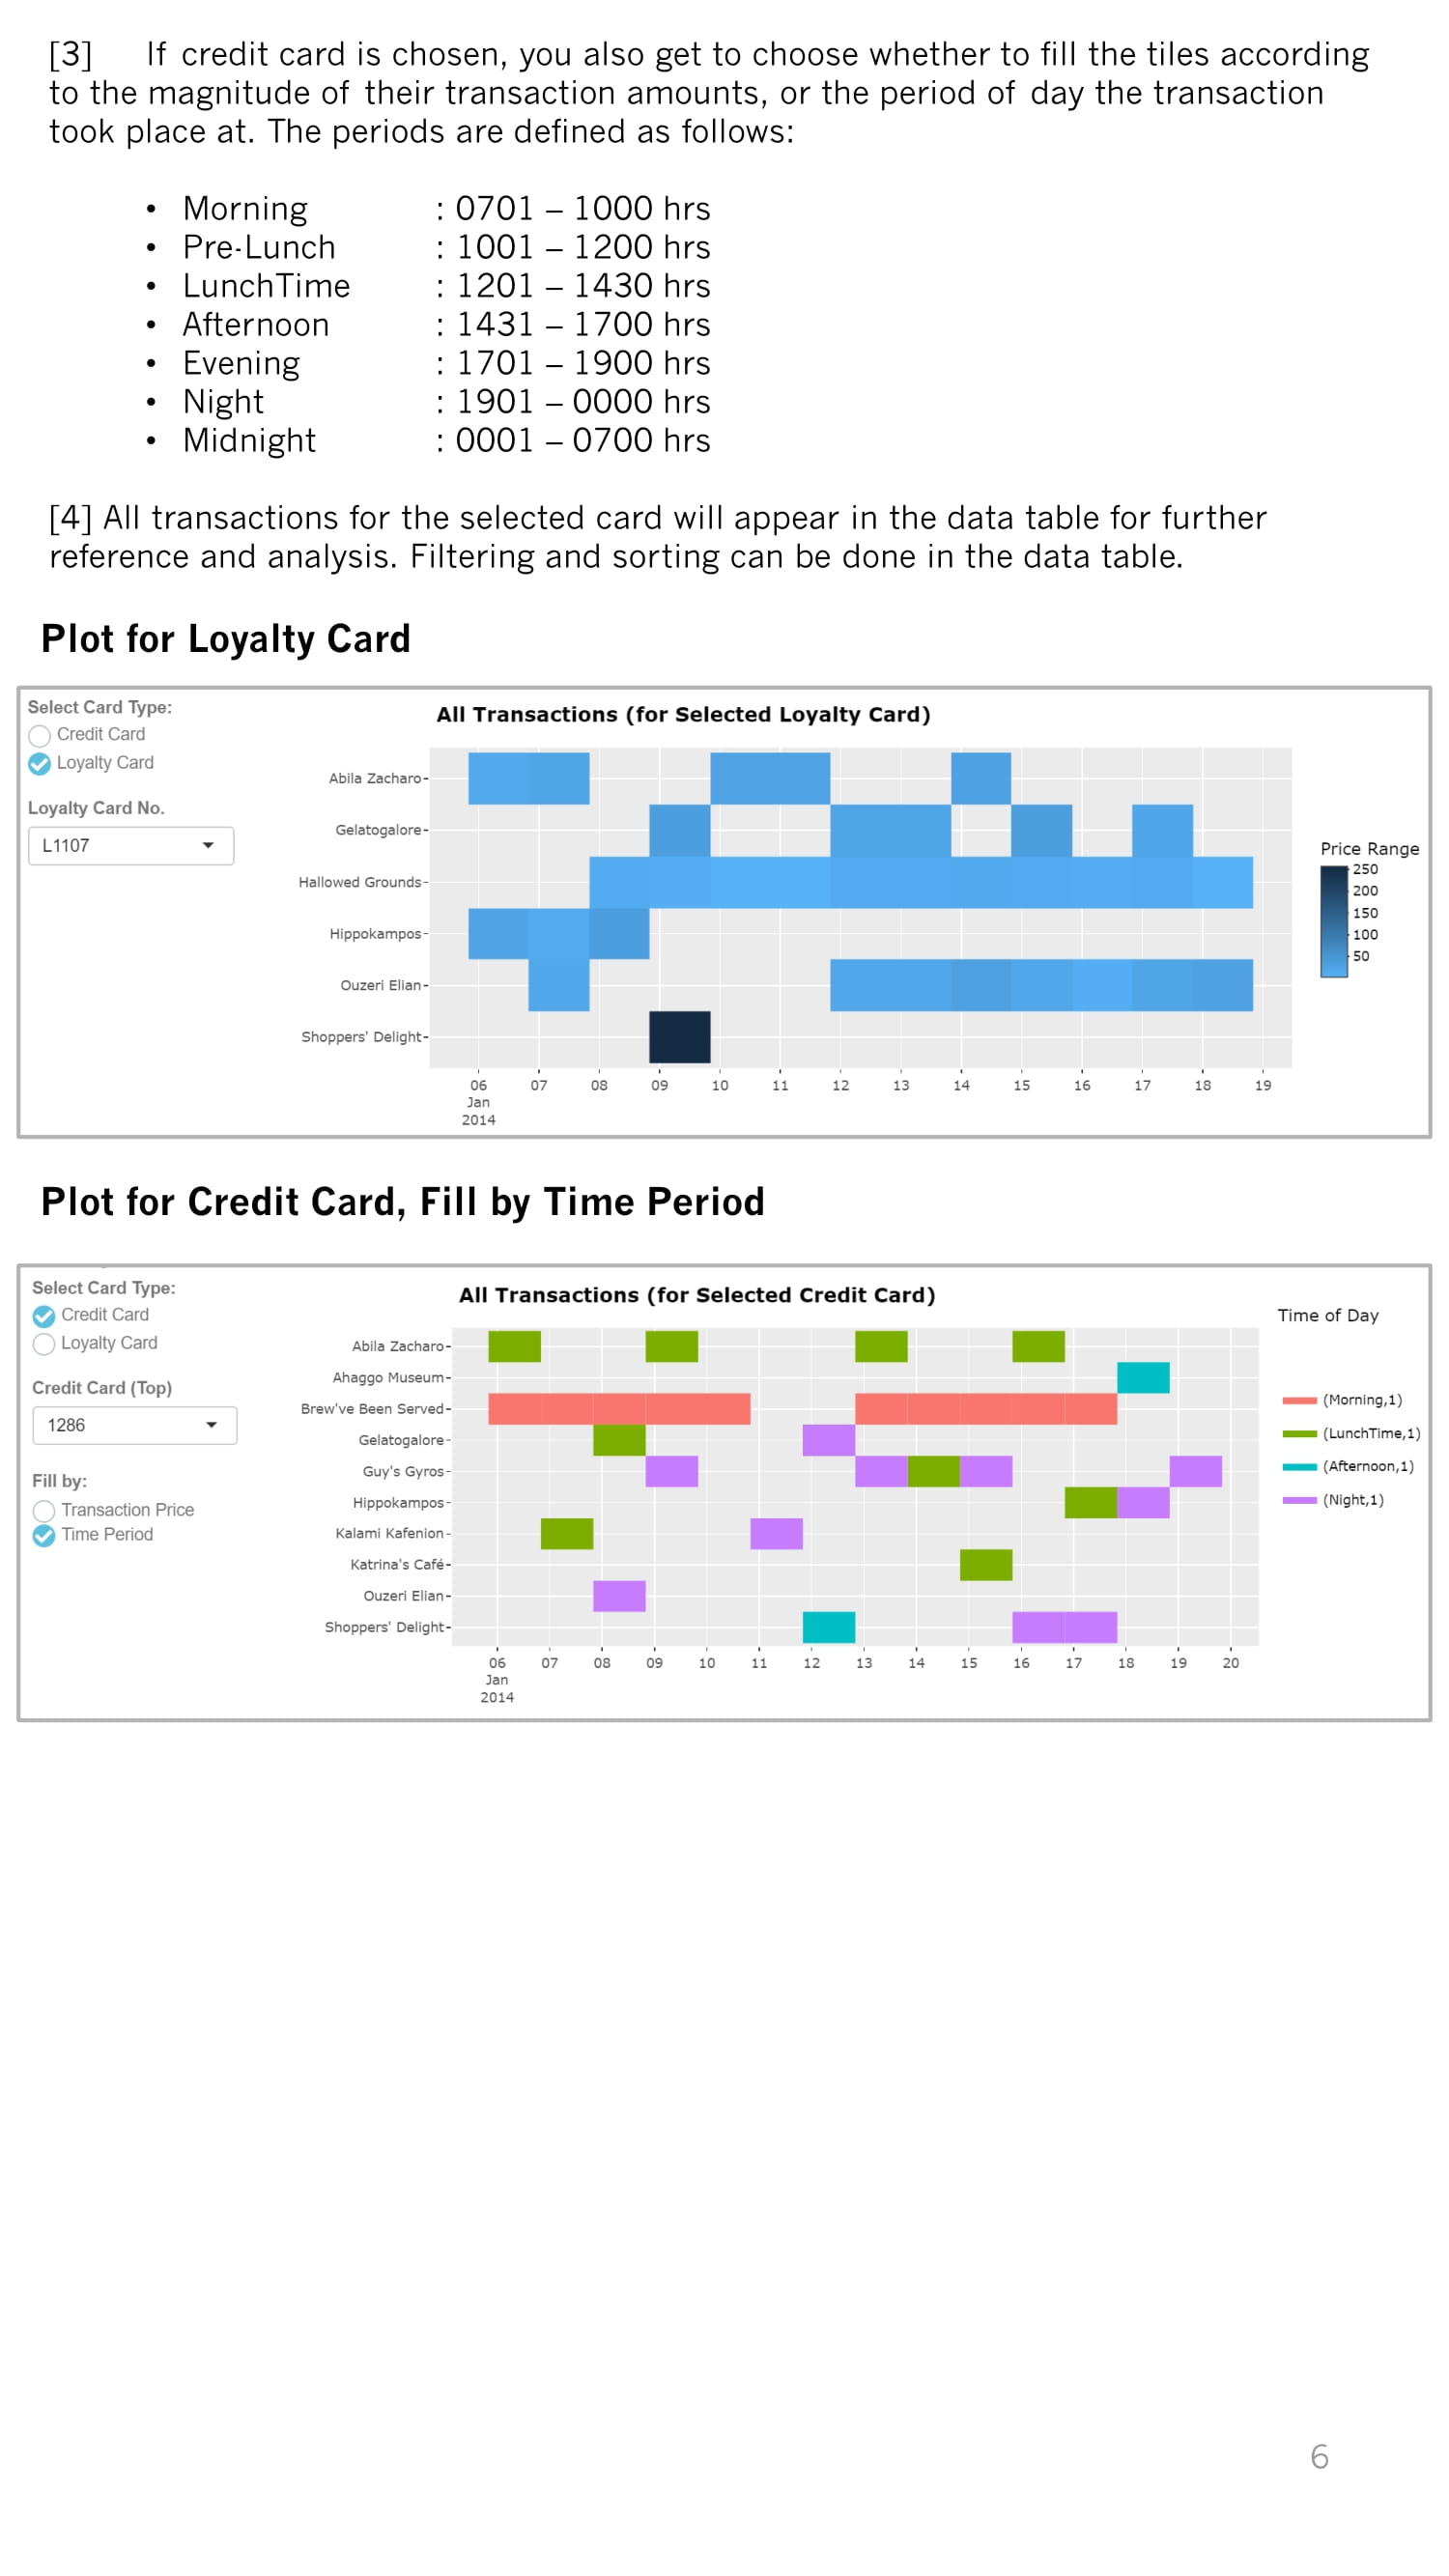 [3] If credit card is chosen, you also get to choose whether to fill the tiles according
to the magnitude of their transaction amounts, or the period of day the transaction
took place at. The periods are defined as follows:
• Morning : 0701 – 1000 hrs
• Pre-Lunch : 1001 – 1200 hrs
• LunchTime : 1201 – 1430 hrs
• Afternoon : 1431 – 1700 hrs
• Evening : 1701 – 1900 hrs
• Night : 1901 – 0000 hrs
• Midnight : 0001 – 0700 hrs
[4] All transactions for the selected card will appear in the data table for further
reference and analysis. Filtering and sorting can be done in the data table.
Plot for Loyalty Card
Select Card Type:
Credit Card
Loyalty Card
Loyalty Card No.
L1107
All Transactions (for Selected Loyalty Card)
Abila Zacharo
Gelatogalore
Hallowed Grounds
Hippokampos
Ouzeri Elian
Shoppers' Delight
06 07 08 09 10 11 12 13 14 15 16 17 18 19
Jan
2014
Price Range
250
200
150
100
50
Plot for Credit Card, Fill by Time Period
Select Card Type:
Credit Card
Loyalty Card
Credit Card (Top)
1286
Fill by:
Transaction Price
Time Period
All Transactions (for Selected Credit Card)
Abila Zacharo
Ahaggo Museum
Brew've Been Served
Gelatogalore
Guy's Gyros
Hippokampos
Kalami Kafenion
Katrina's Café
Ouzeri Elian
Shoppers' Delight
06 07 08 09 10 11 12 13 14 15 16 17 18 19 20
Jan
2014
Time of Day
(Morning,1)
(LunchTime,1)
(Afternoon,1)
(Night,1)
6